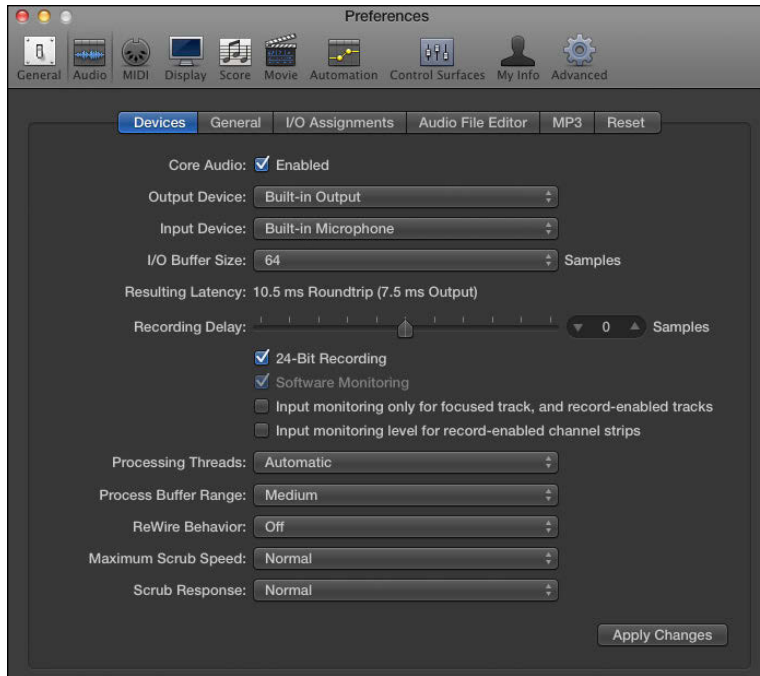 Preferences
General Audio MIDI Display Score Movie Automation Control Surfaces My Info Advanced
Devices General I/O Assignments Audio File Editor MP3 Reset
Core Audio: Enabled
Output Device: Built-in Output
Input Device: Built-in Microphone
I/O Buffer Size: 64 Samples
Resulting Latency: 10.5 ms Roundtrip (7.5 ms Output)
Recording Delay: 0 Samples
24-Bit Recording
Software Monitoring
Input monitoring only for focused track, and record-enabled tracks
Input monitoring level for record-enabled channel strips
Processing Threads: Automatic
Process Buffer Range: Medium
ReWire Behavior: Off
Maximum Scrub Speed: Normal
Scrub Response: Normal
Apply Changes